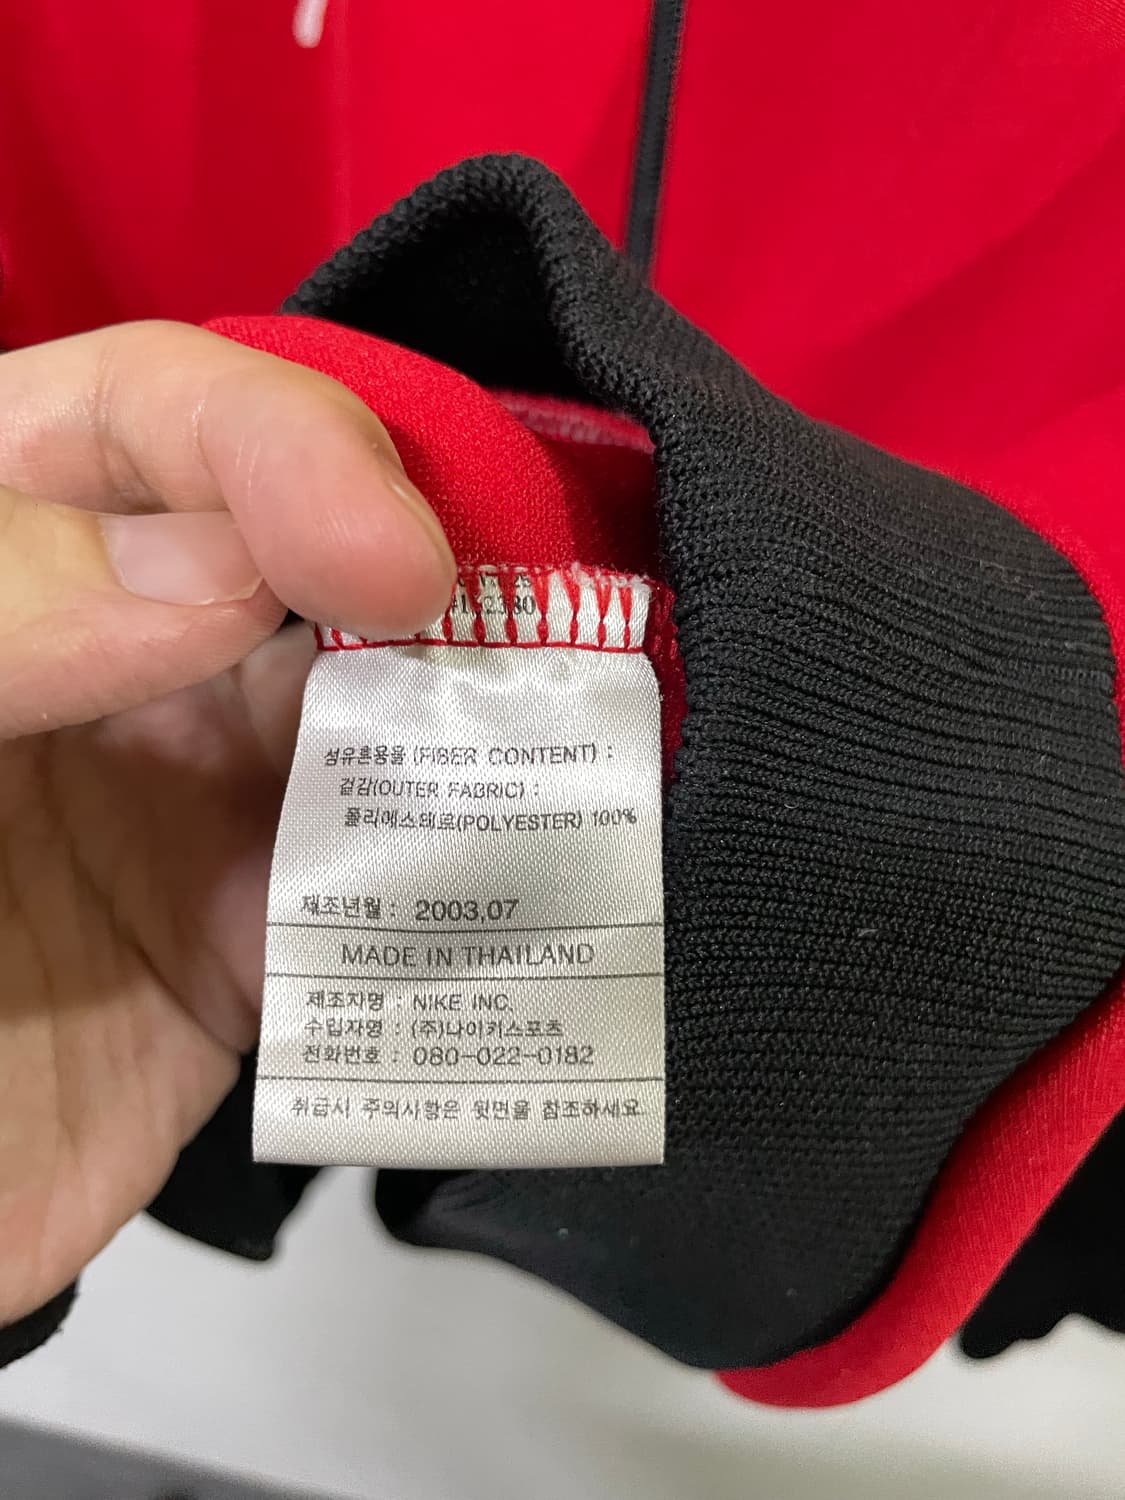 섬유혼용율 (FIBER CONTENT) :
겉감(OUTER FABRIC) :
폴리에스테르(POLYESTER) 100%
제조년월 : 2003.07
MADE IN THAILAND
제조자명 : NIKE INC.
수입자명 : (주)나이키스포츠
전화번호 : 080-022-0182
취급시 주의사항은 뒷면을 참조하세요.